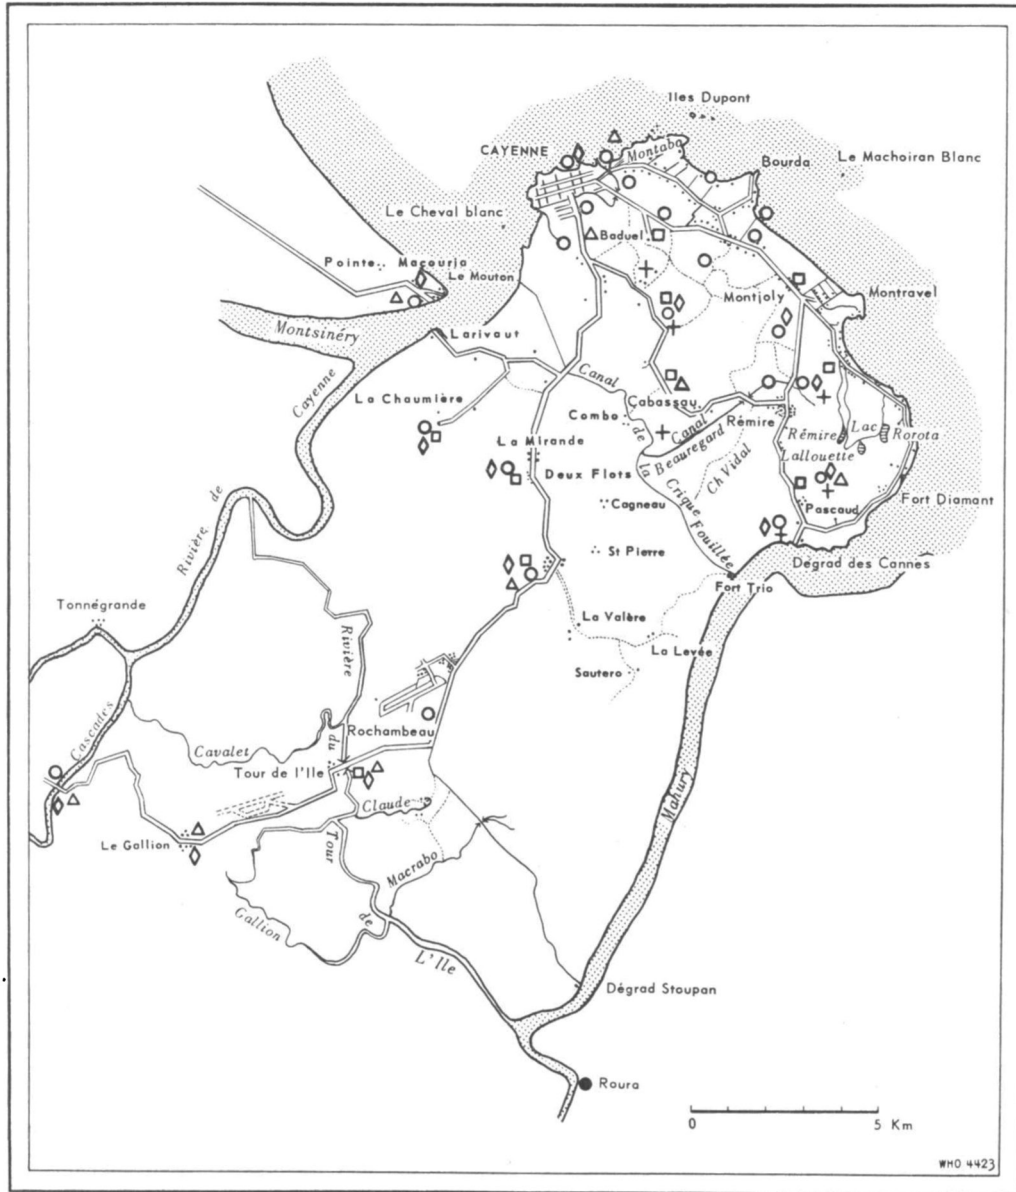 Iles Dupont
CAYENNE
Montabo
Bourda
Le Machoiran Blanc
Le Cheval blanc
Baduel
Pointe Macouria
Le Mouton
Montjoly
Montravel
Montsinéry
Larivaut
Cayenne
Canal
La Chaumière
Cabassau
Combo
de
Canal
Rémire
Rémire
Lac
Rorota
La Mirande
la
Beauregard
Lallouette
Deux Flots
Ch Vidal
Cagneau
Crique
Pascaud
Fort Diamant
Rivière de
Fouillée
St Pierre
Dégrad des Cannes
Fort Trio
Tonnégrande
La Valère
Rivière
La Levée
Sautero
Cascades
Rochambeau
Cavalet
du
Tour de l'Ile
Claude
Mahury
Le Gallion
Tour
Macrabo
Gallion
de
L'Ile
Dégrad Stoupan
Roura
0 5 Km
WHO 4423